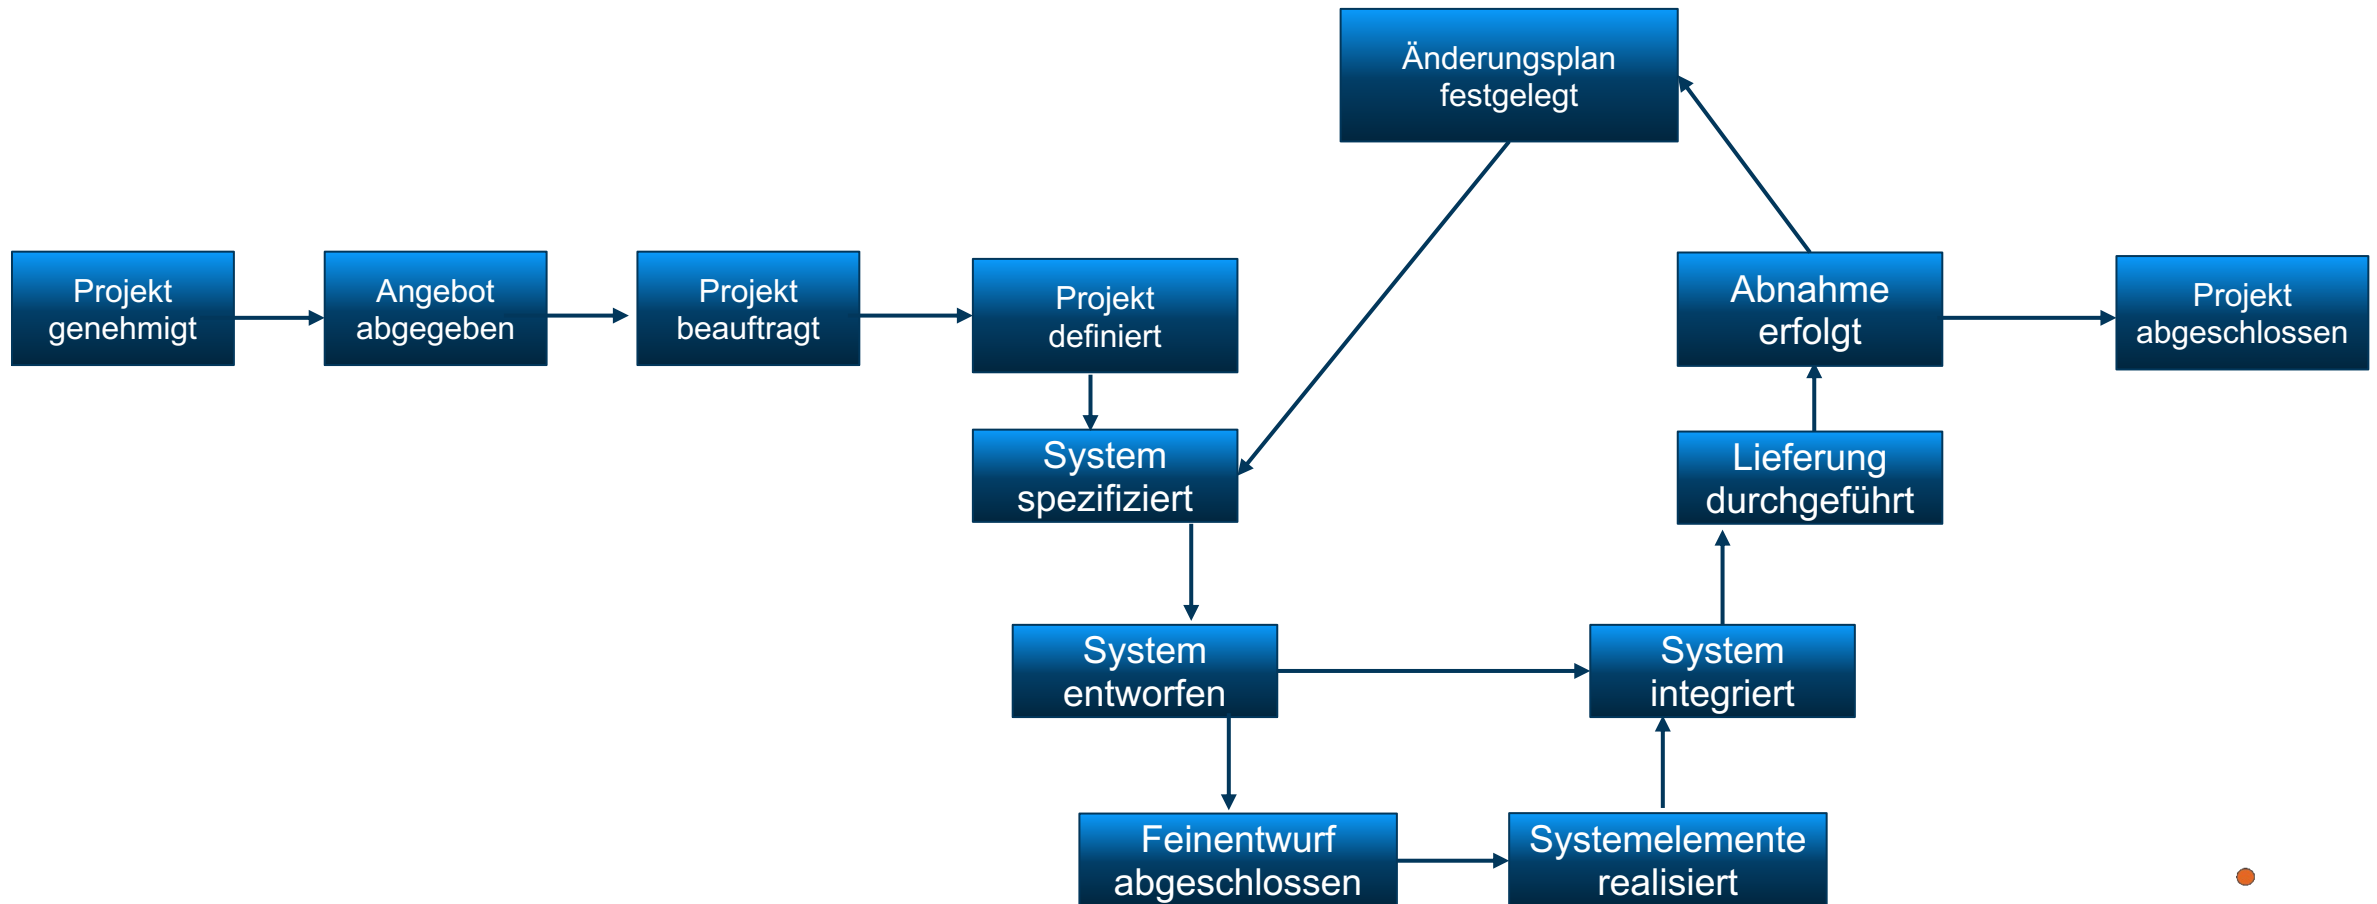 Änderungsplan
festgelegt
Projekt
genehmigt
Angebot
abgegeben
Projekt
beauftragt
Projekt
definiert
Abnahme
erfolgt
Projekt
abgeschlossen
System
spezifiziert
Lieferung
durchgeführt
System
entworfen
System
integriert
Feinentwurf
abgeschlossen
Systemelemente
realisiert